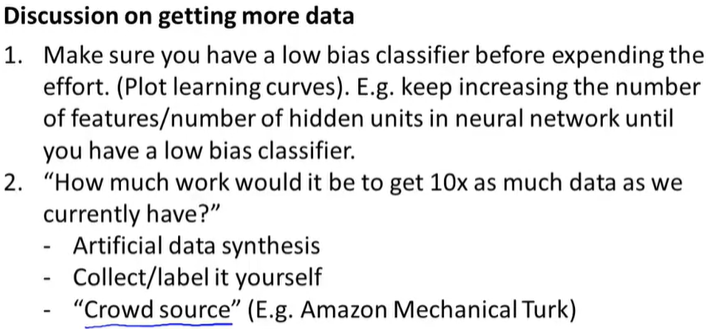 Discussion on getting more data
1. Make sure you have a low bias classifier before expending the
effort. (Plot learning curves). E.g. keep increasing the number
of features/number of hidden units in neural network until
you have a low bias classifier.
2. “How much work would it be to get 10x as much data as we
currently have?”
- Artificial data synthesis
- Collect/label it yourself
- “Crowd source” (E.g. Amazon Mechanical Turk)